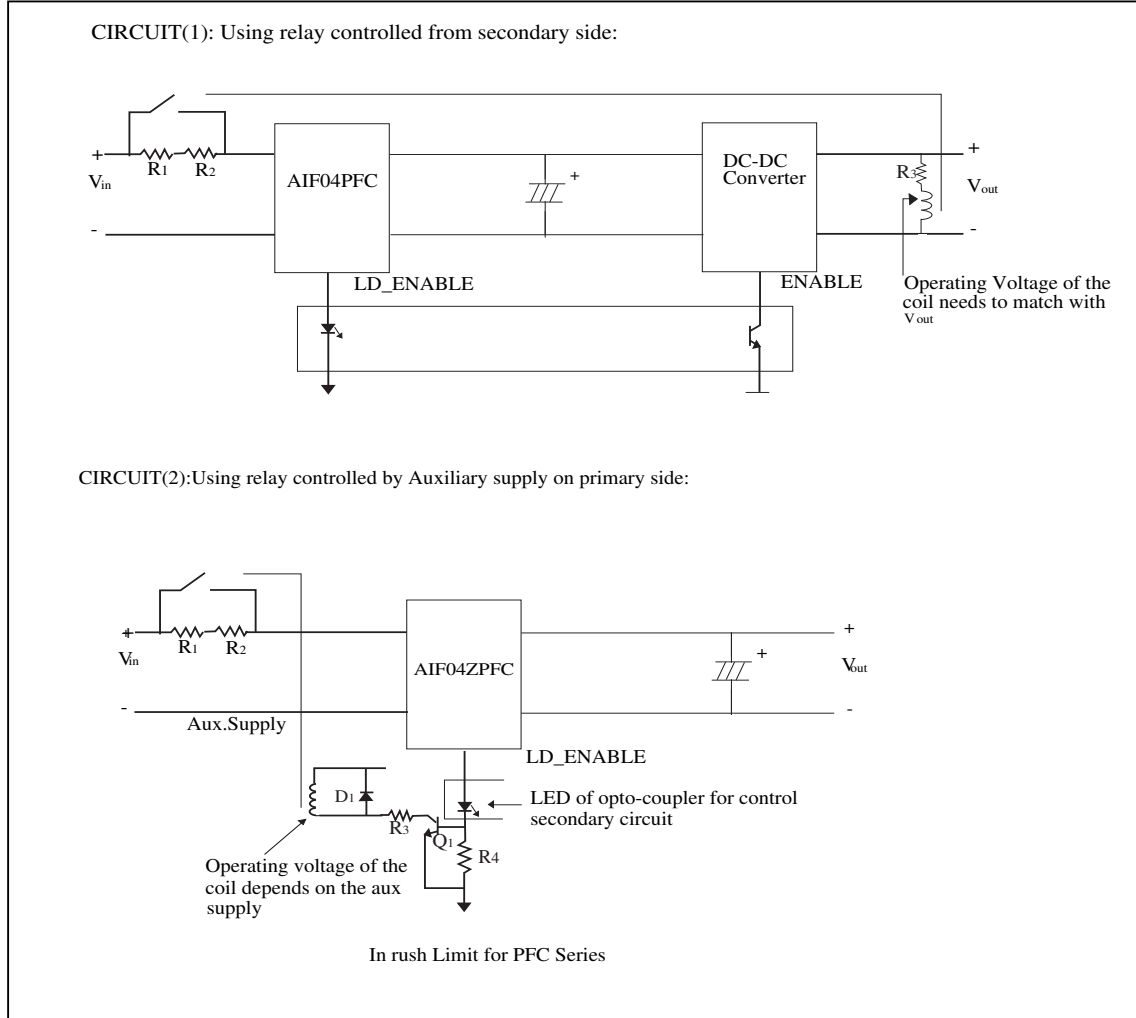 CIRCUIT(1): Using relay controlled from secondary side:
+
R1 R2
Vin
-
AIF04PFC
+
DC-DC
Converter
+
R3
Vout
-
LD_ENABLE
ENABLE
Operating Voltage of the
coil needs to match with
Vout
CIRCUIT(2):Using relay controlled by Auxiliary supply on primary side:
+
R1 R2
Vin
-
Aux.Supply
AIF04ZPFC
+
+
Vout
-
LD_ENABLE
D1
R3
Q1
R4
LED of opto-coupler for control
secondary circuit
Operating voltage of the
coil depends on the aux
supply
In rush Limit for PFC Series